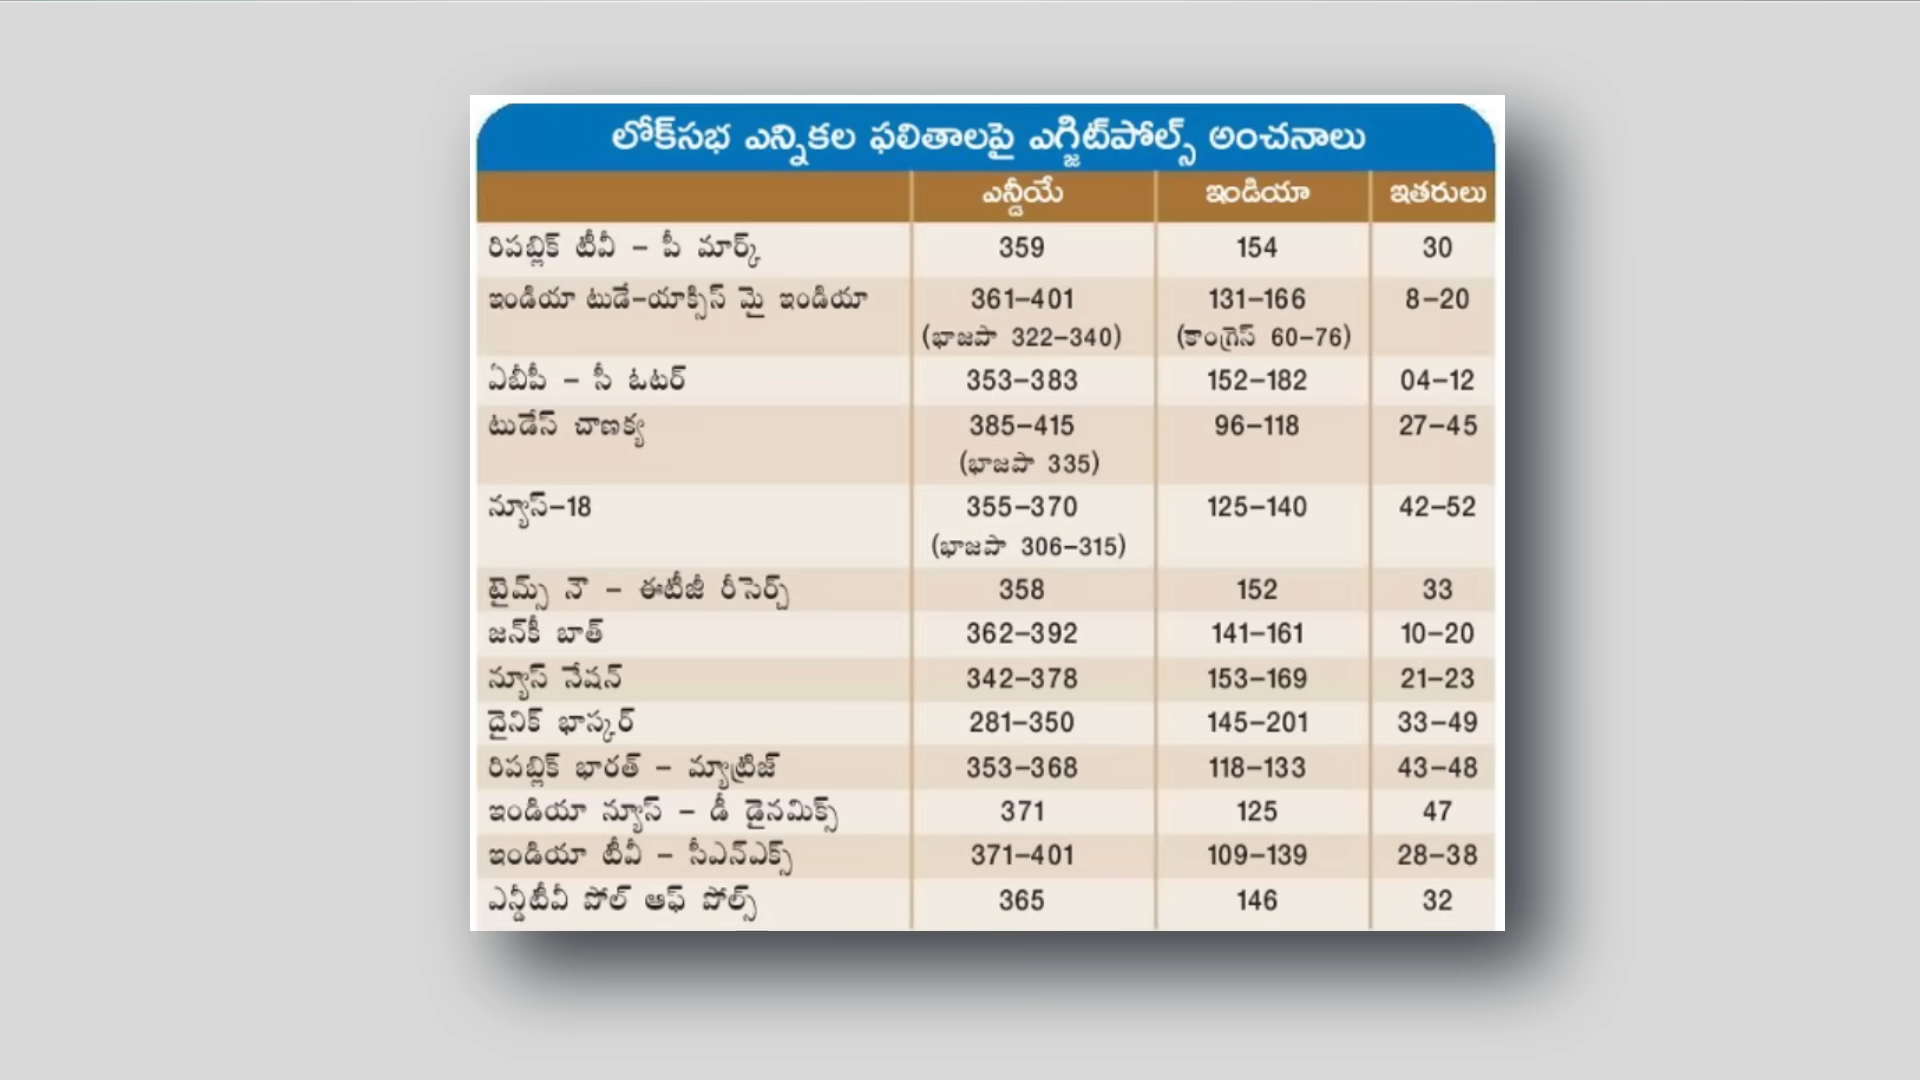 లోక్‌సభ ఎన్నికల ఫలితాలపై ఎగ్జిట్‌పోల్స్ అంచనాలు
ఎన్డీయే ఇండియా ఇతరులు
రిపబ్లిక్ టీవీ – పీ మార్క్ 359 154 30
ఇండియా టుడే–యాక్సిస్ మై ఇండియా 361–401 131–166 8–20
(భాజపా 322–340) (కాంగ్రెస్ 60–76)
ఏబీపీ – సీ ఓటర్ 353–383 152–182 04–12
టుడేస్ చాణక్య 385–415 96–118 27–45
(భాజపా 335)
న్యూస్–18 355–370 125–140 42–52
(భాజపా 306–315)
టైమ్స్ నౌ – ఈటీజీ రీసెర్చ్ 358 152 33
జన్‌కీ బాత్ 362–392 141–161 10–20
న్యూస్ నేషన్ 342–378 153–169 21–23
దైనిక్ భాస్కర్ 281–350 145–201 33–49
రిపబ్లిక్ భారత్ – మ్యాట్రిజ్ 353–368 118–133 43–48
ఇండియా న్యూస్ – డీ డైనమిక్స్ 371 125 47
ఇండియా టీవీ – సీఎన్ఎక్స్ 371–401 109–139 28–38
ఎన్డీటీవీ పోల్ ఆఫ్ పోల్స్ 365 146 32